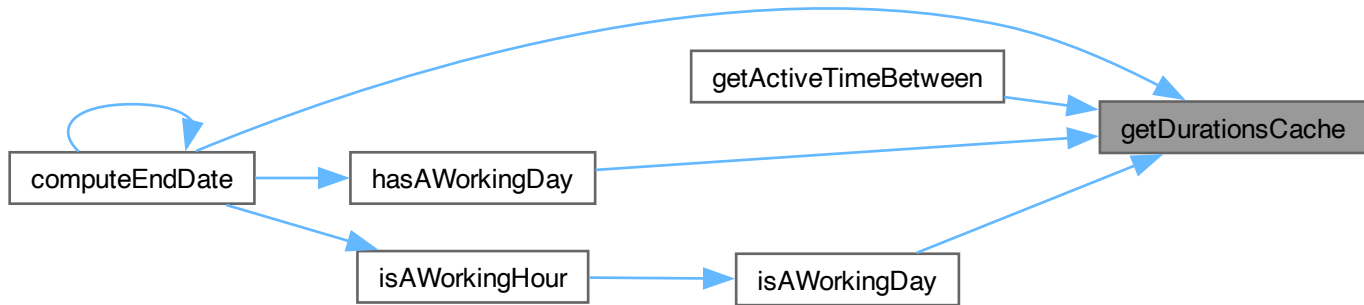 getActiveTimeBetween
getDurationsCache
computeEndDate
hasAWorkingDay
isAWorkingHour
isAWorkingDay